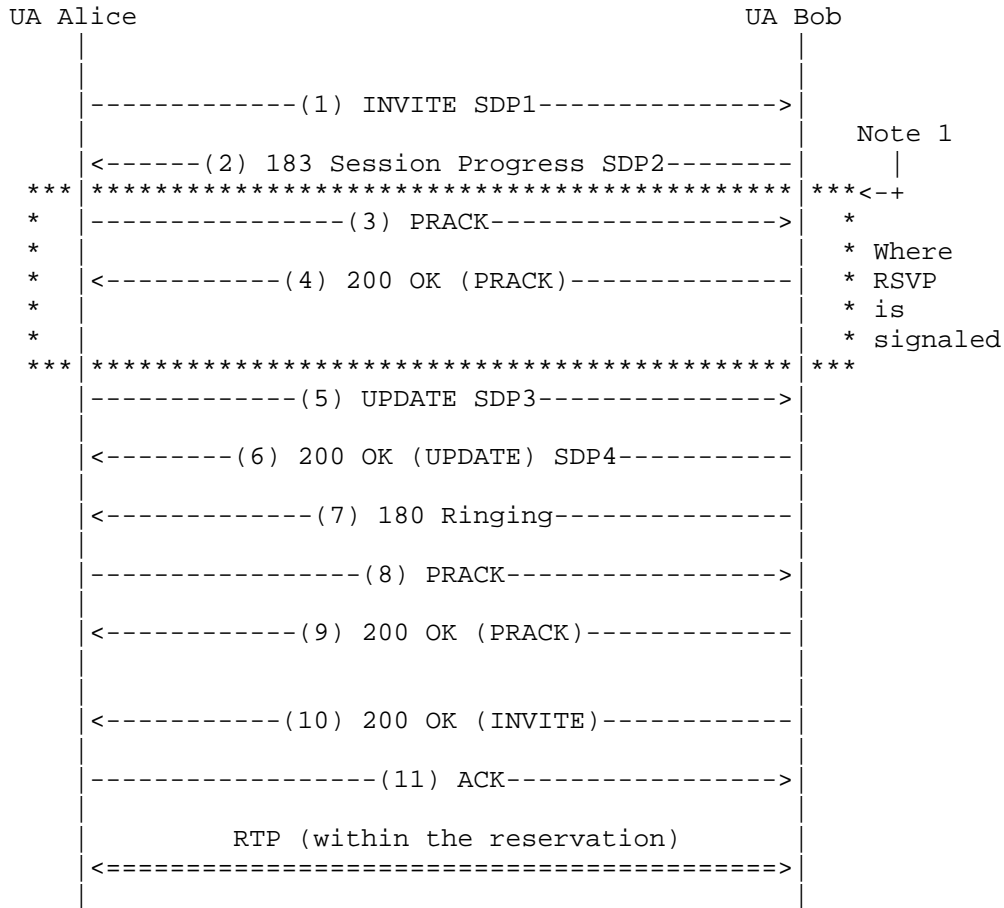 UA Alice                                      UA Bob
    |                                            |
    |                                            |
    |-------------(1) INVITE SDP1--------------->|
    |                                            |   Note 1
    |<------(2) 183 Session Progress SDP2--------|     |
 ***|********************************************|***<-+
 *  |----------------(3) PRACK------------------>|  *
 *  |                                            |  * Where
 *  |<-----------(4) 200 OK (PRACK)--------------|  * RSVP
 *  |                                            |  * is
 *  |                                            |  * signaled
 ***|********************************************|***
    |-------------(5) UPDATE SDP3--------------->|
    |                                            |
    |<--------(6) 200 OK (UPDATE) SDP4-----------|
    |                                            |
    |<-------------(7) 180 Ringing---------------|
    |                                            |
    |-----------------(8) PRACK----------------->|
    |                                            |
    |<------------(9) 200 OK (PRACK)-------------|
    |                                            |
    |                                            |
    |<-----------(10) 200 OK (INVITE)------------|
    |                                            |
    |------------------(11) ACK----------------->|
    |                                            |
    |         RTP (within the reservation)       |
    |<==========================================>|
    |                                            |